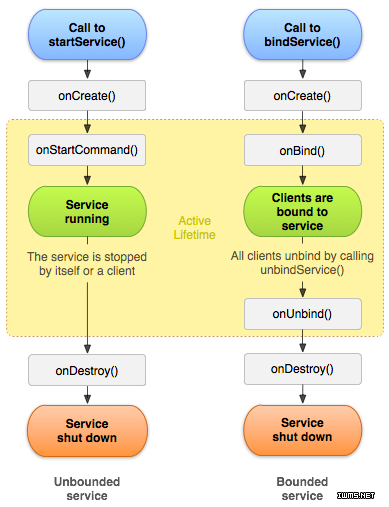 Call to
startService()
Call to
bindService()
onCreate()
onCreate()
onStartCommand()
onBind()
Service
running
Active
Lifetime
Clients are
bound to
service
The service is stopped
by itself or a client
All clients unbind by calling
unbindService()
onUnbind()
onDestroy()
onDestroy()
Service
shut down
Service
shut down
Unbounded
service
Bounded
service
IWMS.NET